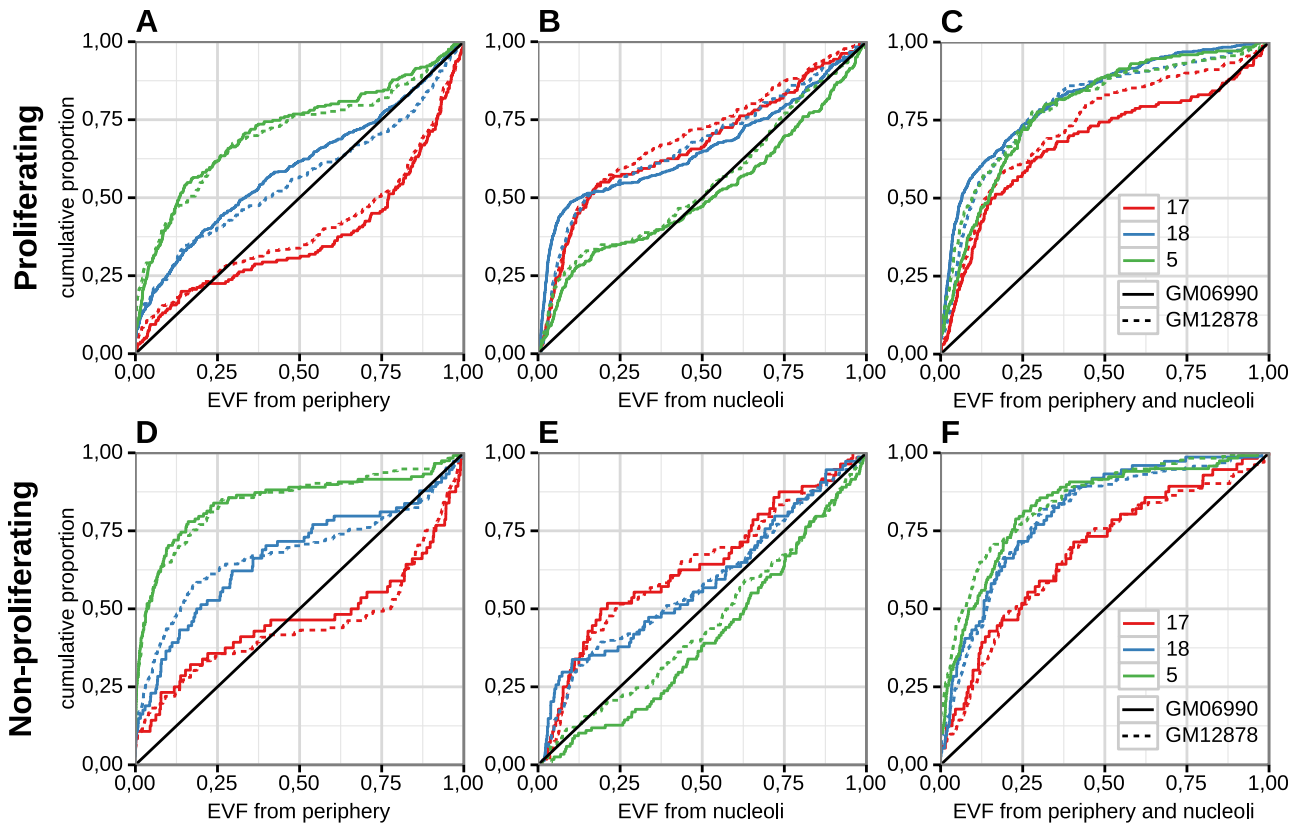 A
B
C
Proliferating
cumulative proportion
1,00
0,75
0,50
0,25
0,00
0,00 0,25 0,50 0,75 1,00
EVF from periphery
1,00
0,75
0,50
0,25
0,00
0,00 0,25 0,50 0,75 1,00
EVF from nucleoli
1,00
0,75
0,50
0,25
0,00
0,00 0,25 0,50 0,75 1,00
EVF from periphery and nucleoli
17
18
5
GM06990
GM12878
D
E
F
Non-proliferating
cumulative proportion
1,00
0,75
0,50
0,25
0,00
0,00 0,25 0,50 0,75 1,00
EVF from periphery
1,00
0,75
0,50
0,25
0,00
0,00 0,25 0,50 0,75 1,00
EVF from nucleoli
1,00
0,75
0,50
0,25
0,00
0,00 0,25 0,50 0,75 1,00
EVF from periphery and nucleoli
17
18
5
GM06990
GM12878